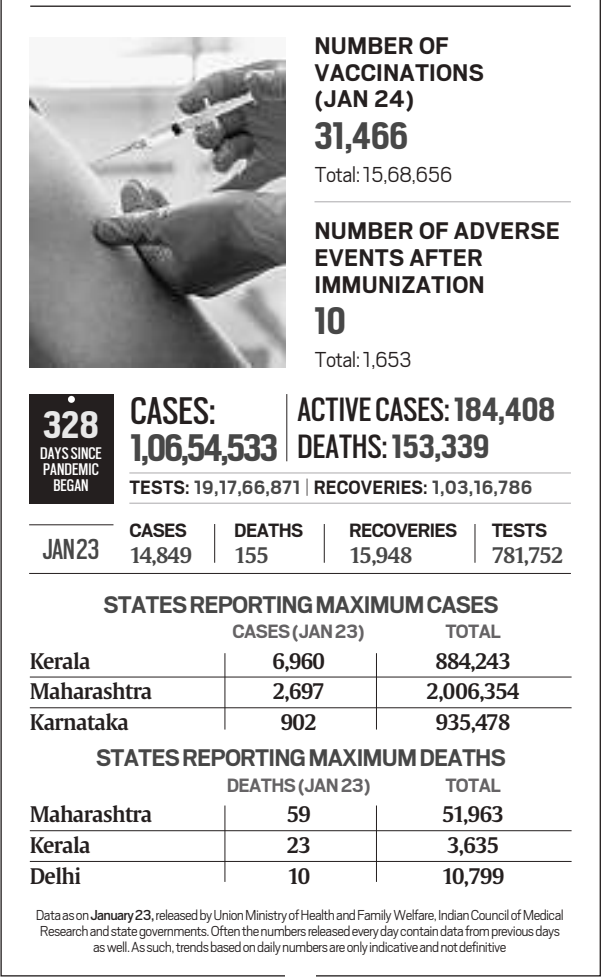 NUMBER OF
VACCINATIONS
(JAN 24)
31,466
Total: 15,68,656
NUMBER OF ADVERSE
EVENTS AFTER
IMMUNIZATION
10
Total: 1,653
328
DAYS SINCE
PANDEMIC
BEGAN
CASES:
1,06,54,533
ACTIVE CASES: 184,408
DEATHS: 153,339
TESTS: 19,17,66,871 | RECOVERIES: 1,03,16,786
JAN 23
CASES DEATHS RECOVERIES TESTS
14,849 155 15,948 781,752
STATES REPORTING MAXIMUM CASES
CASES (JAN 23) TOTAL
Kerala 6,960 884,243
Maharashtra 2,697 2,006,354
Karnataka 902 935,478
STATES REPORTING MAXIMUM DEATHS
DEATHS (JAN 23) TOTAL
Maharashtra 59 51,963
Kerala 23 3,635
Delhi 10 10,799
Data as on January 23, released by Union Ministry of Health and Family Welfare, Indian Council of Medical
Research and state governments. Often the numbers released every day contain data from previous days
as well. As such, trends based on daily numbers are only indicative and not definitive